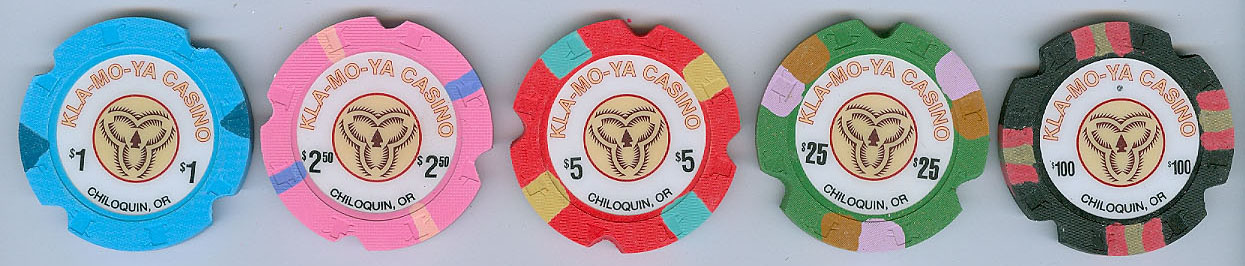 KLA-MO-YA CASINO
$1 $1
CHILOQUIN, OR
KLA-MO-YA CASINO
$2.50 $2.50
CHILOQUIN, OR
KLA-MO-YA CASINO
$5 $5
CHILOQUIN, OR
KLA-MO-YA CASINO
$25 $25
CHILOQUIN, OR
KLA-MO-YA CASINO
$100 $100
CHILOQUIN, OR